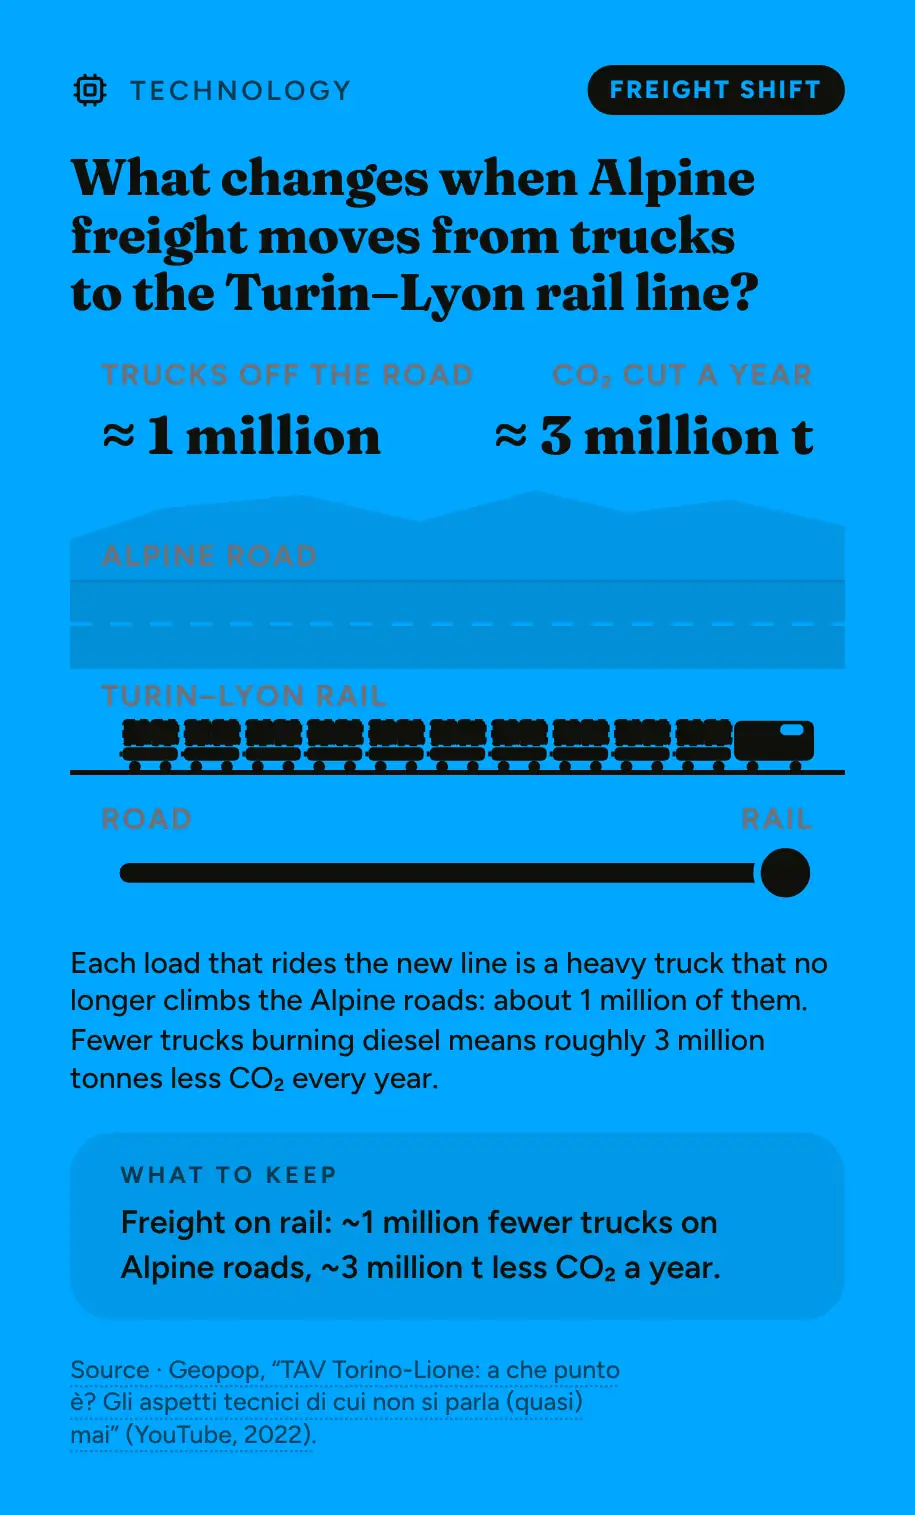 TECHNOLOGY
FREIGHT SHIFT
What changes when Alpine
freight moves from trucks
to the Turin–Lyon rail line?
TRUCKS OFF THE ROAD
≈ 1 million
CO₂ CUT A YEAR
≈ 3 million t
ALPINE ROAD
TURIN–LYON RAIL
ROAD
RAIL
Each load that rides the new line is a heavy truck that no
longer climbs the Alpine roads: about 1 million of them.
Fewer trucks burning diesel means roughly 3 million
tonnes less CO₂ every year.
WHAT TO KEEP
Freight on rail: ~1 million fewer trucks on
Alpine roads, ~3 million t less CO₂ a year.
Source · Geopop, “TAV Torino-Lione: a che punto
è? Gli aspetti tecnici di cui non si parla (quasi)
mai” (YouTube, 2022).